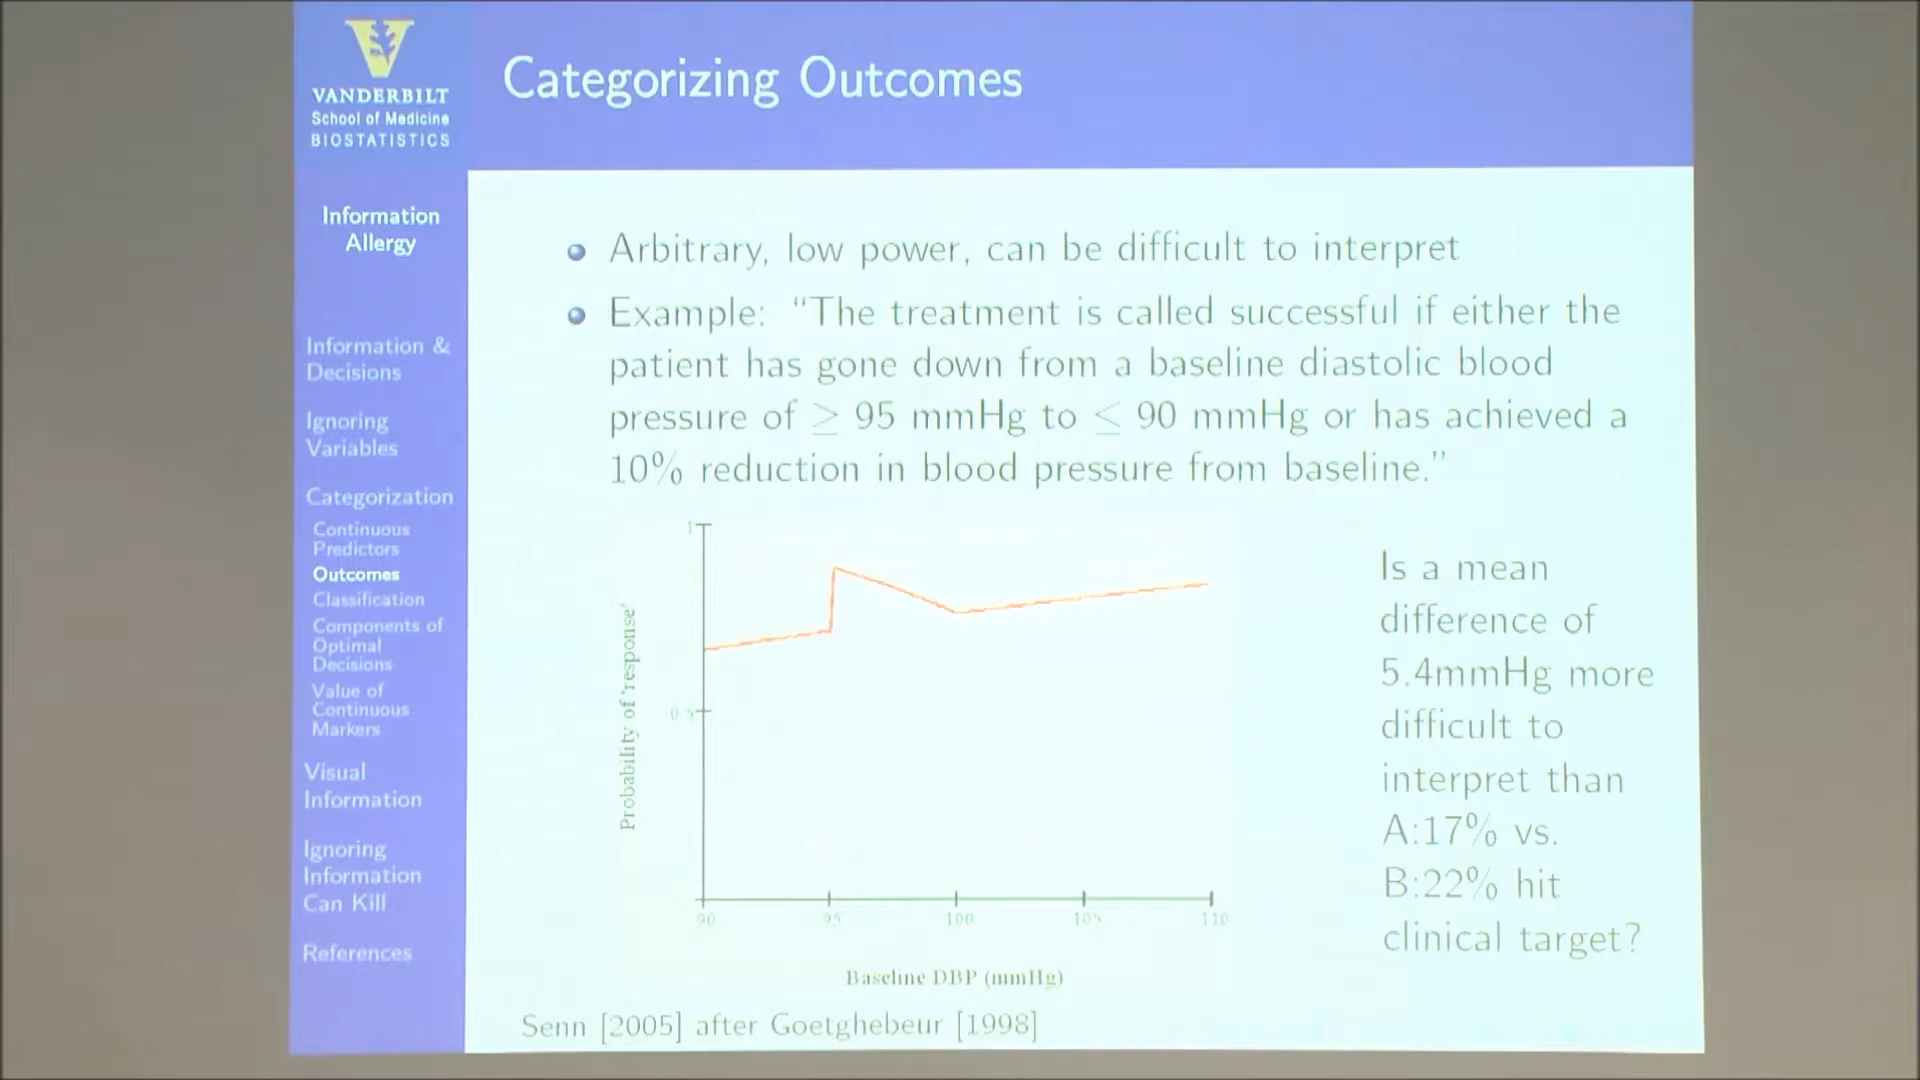 VANDERBILT
School of Medicine
BIOSTATISTICS
Categorizing Outcomes
Information
Allergy
Information &
Decisions
Ignoring
Variables
Categorization
Continuous
Predictors
Outcomes
Classification
Components of
Optimal
Decisions
Value of
Continuous
Markers
Visual
Information
Ignoring
Information
Can Kill
References
Arbitrary, low power, can be difficult to interpret
Example: “The treatment is called successful if either the
patient has gone down from a baseline diastolic blood
pressure of ≥ 95 mmHg to ≤ 90 mmHg or has achieved a
10% reduction in blood pressure from baseline.”
1
0.5
Probability of 'response'
90 95 100 105 110
Baseline DBP (mmHg)
Is a mean
difference of
5.4mmHg more
difficult to
interpret than
A:17% vs.
B:22% hit
clinical target?
Senn [2005] after Goetghebeur [1998]